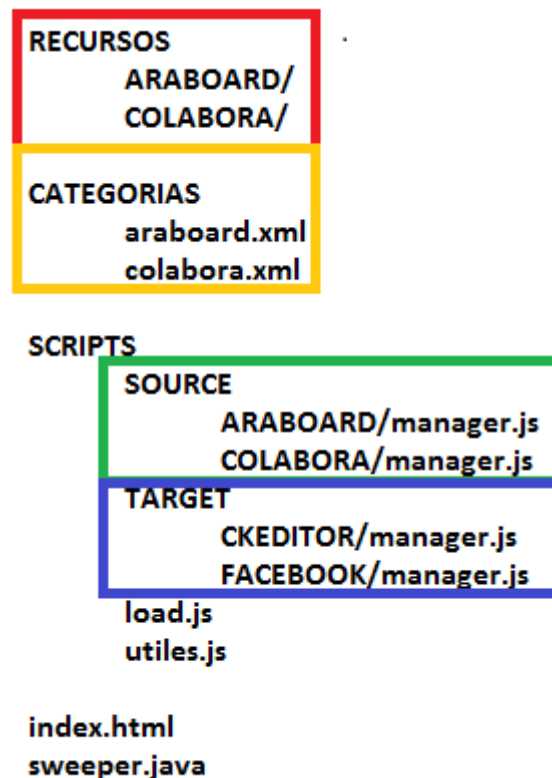 RECURSOS
ARABOARD/
COLABORA/
CATEGORIAS
araboard.xml
colabora.xml
SCRIPTS
SOURCE
ARABOARD/manager.js
COLABORA/manager.js
TARGET
CKEDITOR/manager.js
FACEBOOK/manager.js
load.js
utiles.js
index.html
sweeper.java